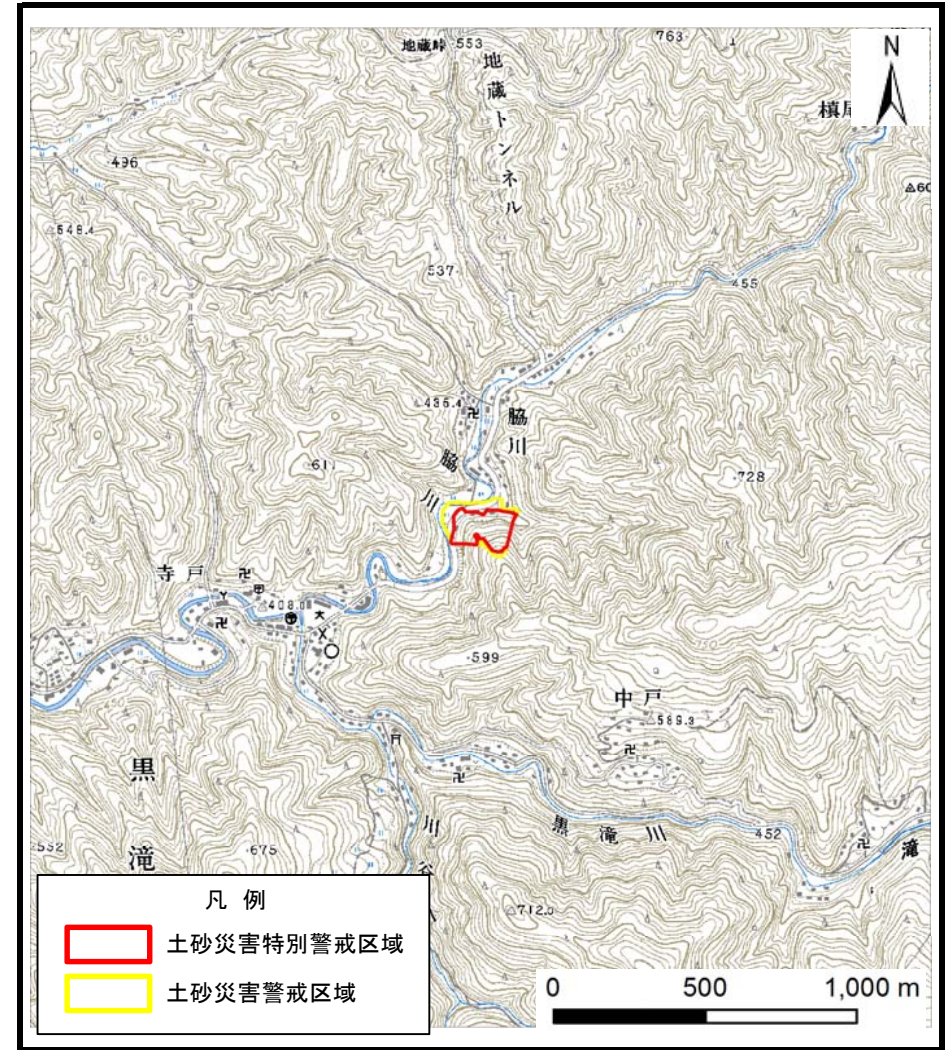 地蔵峠 553
763
N
地蔵トンネル
槙尾
496
548.4
537
455
436.4
脇川
脇川
61
728
寺戸
408.0
599
中戸
589.3
黒滝
黒滝川
452
滝
552
675
川
712.0
凡 例
土砂災害特別警戒区域
土砂災害警戒区域
0 500 1,000 m